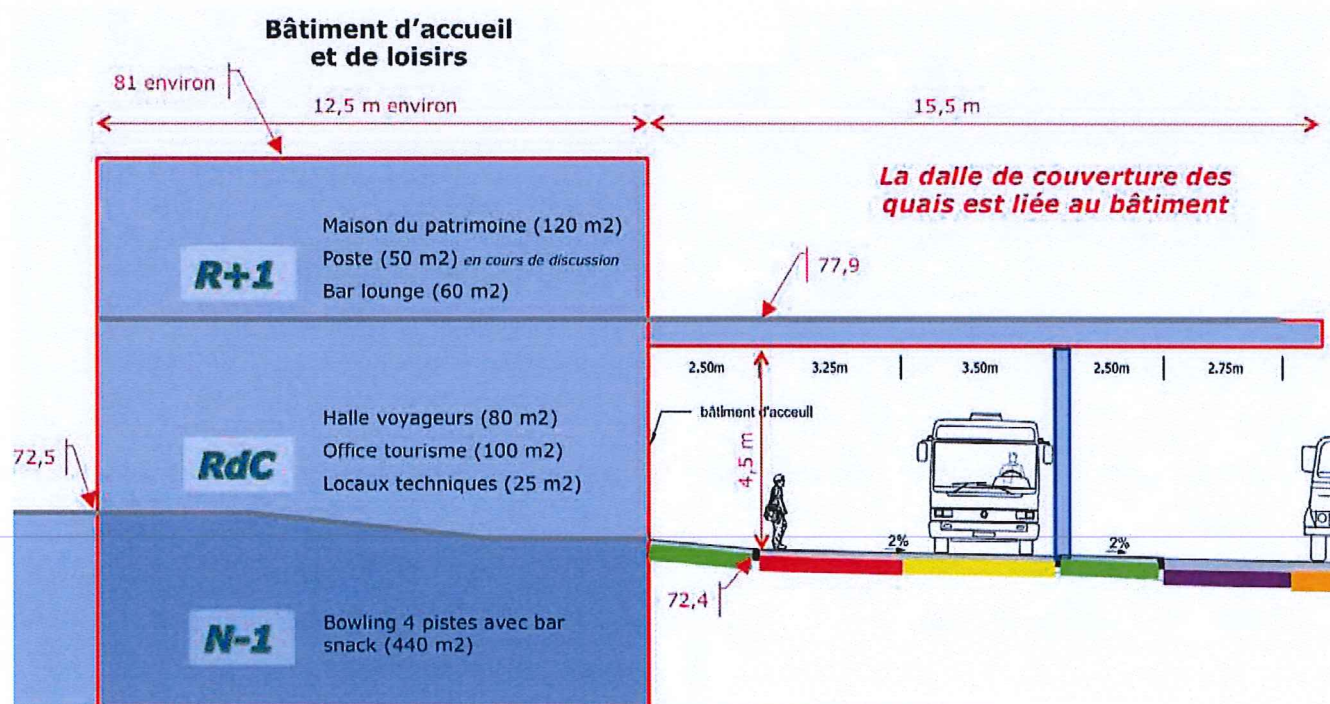 Bâtiment d'accueil
et de loisirs
81 environ
12,5 m environ
15,5 m
La dalle de couverture des
quais est liée au bâtiment
R+1
Maison du patrimoine (120 m2)
Poste (50 m2) en cours de discussion
Bar lounge (60 m2)
77,9
2.50m
3.25m
3.50m
2.50m
2.75m
bâtiment d'acceuil
4,5 m
72,5
RdC
Halle voyageurs (80 m2)
Office tourisme (100 m2)
Locaux techniques (25 m2)
2%
2%
72,4
N-1
Bowling 4 pistes avec bar
snack (440 m2)